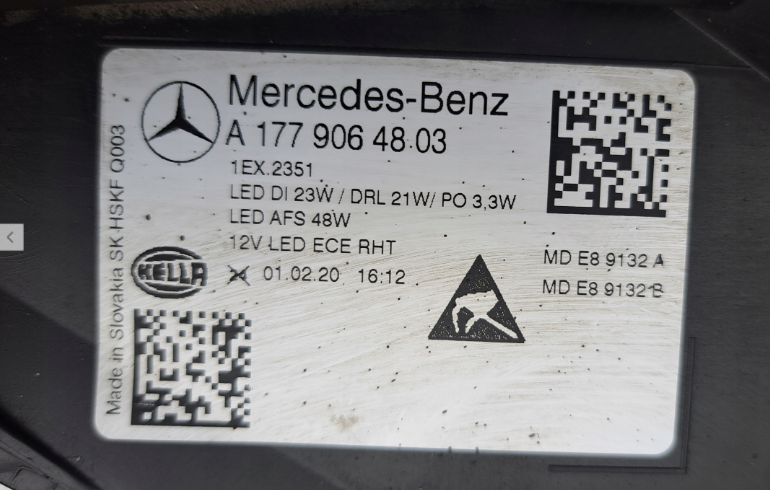 Mercedes-Benz
A 177 906 48 03
1EX.2351
LED DI 23W / DRL 21W/ PO 3,3W
LED AFS 48W
12V LED ECE RHT
HELLA
01.02.20 16:12
MD E8 9132 A
MD E8 9132 B
Made in Slovakia SK HSKF Q003